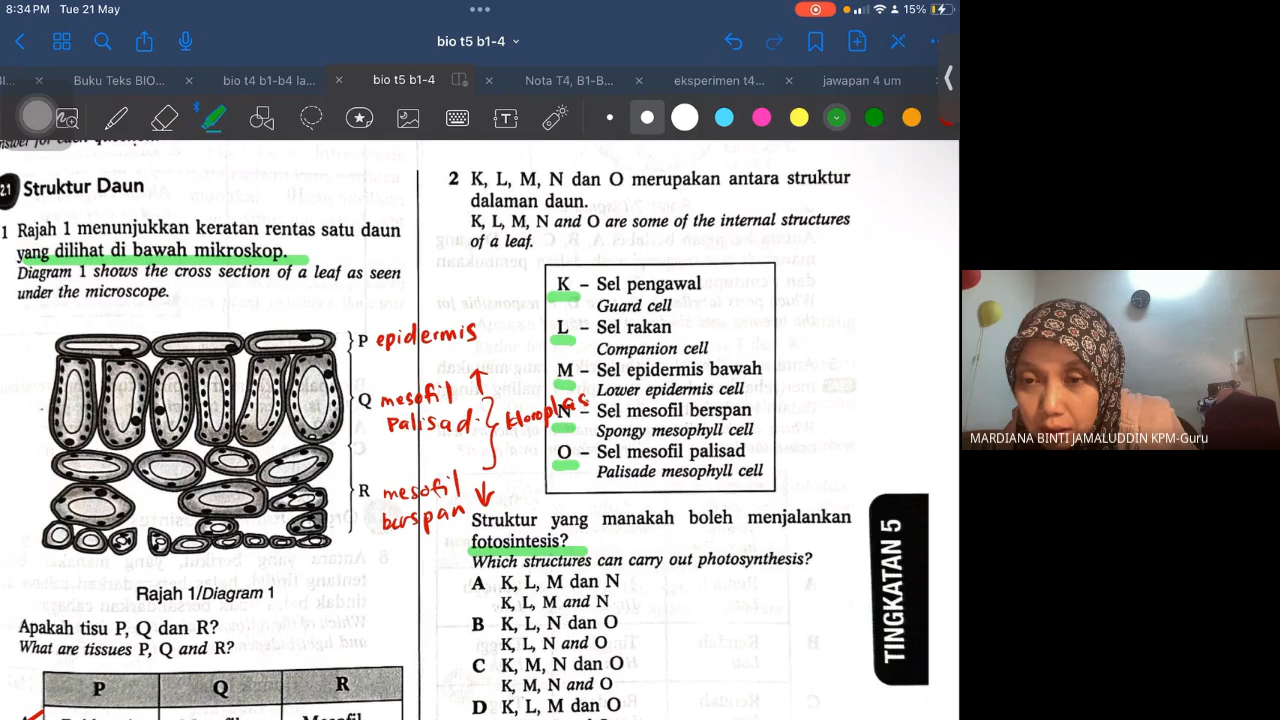 8:34 PM Tue 21 May
15%
bio t5 b1-4
Buku Teks BIO...
bio t4 b1-b4 la...
bio t5 b1-4
Nota T4, B1-B...
eksperimen t4...
jawapan 4 um
21 Struktur Daun
1 Rajah 1 menunjukkan keratan rentas satu daun
yang dilihat di bawah mikroskop.
Diagram 1 shows the cross section of a leaf as seen
under the microscope.
P epidermis
Q mesofil
Palisad
kloroplas
R mesofil
berspan
Rajah 1/Diagram 1
Apakah tisu P, Q dan R?
What are tissues P, Q and R?
P Q R
2 K, L, M, N dan O merupakan antara struktur
dalaman daun.
K, L, M, N and O are some of the internal structures
of a leaf.
K – Sel pengawal
Guard cell
L – Sel rakan
Companion cell
M – Sel epidermis bawah
Lower epidermis cell
N – Sel mesofil berspan
Spongy mesophyll cell
O – Sel mesofil palisad
Palisade mesophyll cell
Struktur yang manakah boleh menjalankan
fotosintesis?
Which structures can carry out photosynthesis?
A K, L, M dan N
K, L, M and N
B K, L, N dan O
K, L, N and O
C K, M, N dan O
K, M, N and O
D K, L, M dan O
TINGKATAN 5
MARDIANA BINTI JAMALUDDIN KPM-Guru